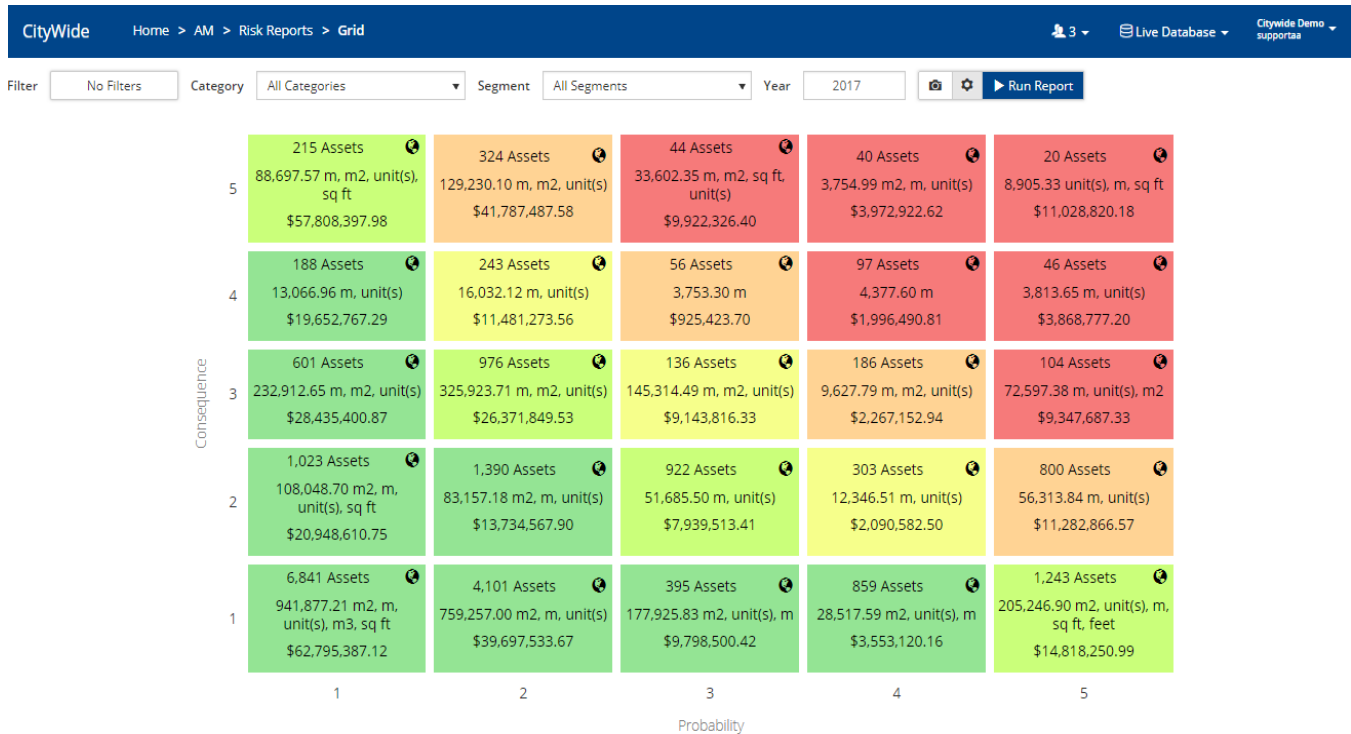 CityWide Home > AM > Risk Reports > Grid 3 Live Database Citywide Demo
supportaa
Filter No Filters Category All Categories Segment All Segments Year 2017 Run Report
215 Assets
88,697.57 m, m2, unit(s),
sq ft
$57,808,397.98
324 Assets
129,230.10 m, m2, unit(s)
$41,787,487.58
44 Assets
33,602.35 m, m2, sq ft,
unit(s)
$9,922,326.40
40 Assets
3,754.99 m2, m, unit(s)
$3,972,922.62
20 Assets
8,905.33 unit(s), m, sq ft
$11,028,820.18
5
188 Assets
13,066.96 m, unit(s)
$19,652,767.29
243 Assets
16,032.12 m, unit(s)
$11,481,273.56
56 Assets
3,753.30 m
$925,423.70
97 Assets
4,377.60 m
$1,996,490.81
46 Assets
3,813.65 m, unit(s)
$3,868,777.20
4
601 Assets
232,912.65 m, m2, unit(s)
$28,435,400.87
976 Assets
325,923.71 m, m2, unit(s)
$26,371,849.53
136 Assets
145,314.49 m, m2, unit(s)
$9,143,816.33
186 Assets
9,627.79 m, m2, unit(s)
$2,267,152.94
104 Assets
72,597.38 m, unit(s), m2
$9,347,687.33
3
Consequence
1,023 Assets
108,048.70 m2, m,
unit(s), sq ft
$20,948,610.75
1,390 Assets
83,157.18 m2, m, unit(s)
$13,734,567.90
922 Assets
51,685.50 m, unit(s)
$7,939,513.41
303 Assets
12,346.51 m, unit(s)
$2,090,582.50
800 Assets
56,313.84 m, unit(s)
$11,282,866.57
2
6,841 Assets
941,877.21 m2, m,
unit(s), m3, sq ft
$62,795,387.12
4,101 Assets
759,257.00 m2, m, unit(s)
$39,697,533.67
395 Assets
177,925.83 m2, unit(s), m
$9,798,500.42
859 Assets
28,517.59 m2, unit(s), m
$3,553,120.16
1,243 Assets
205,246.90 m2, unit(s), m,
sq ft, feet
$14,818,250.99
1
1 2 3 4 5
Probability